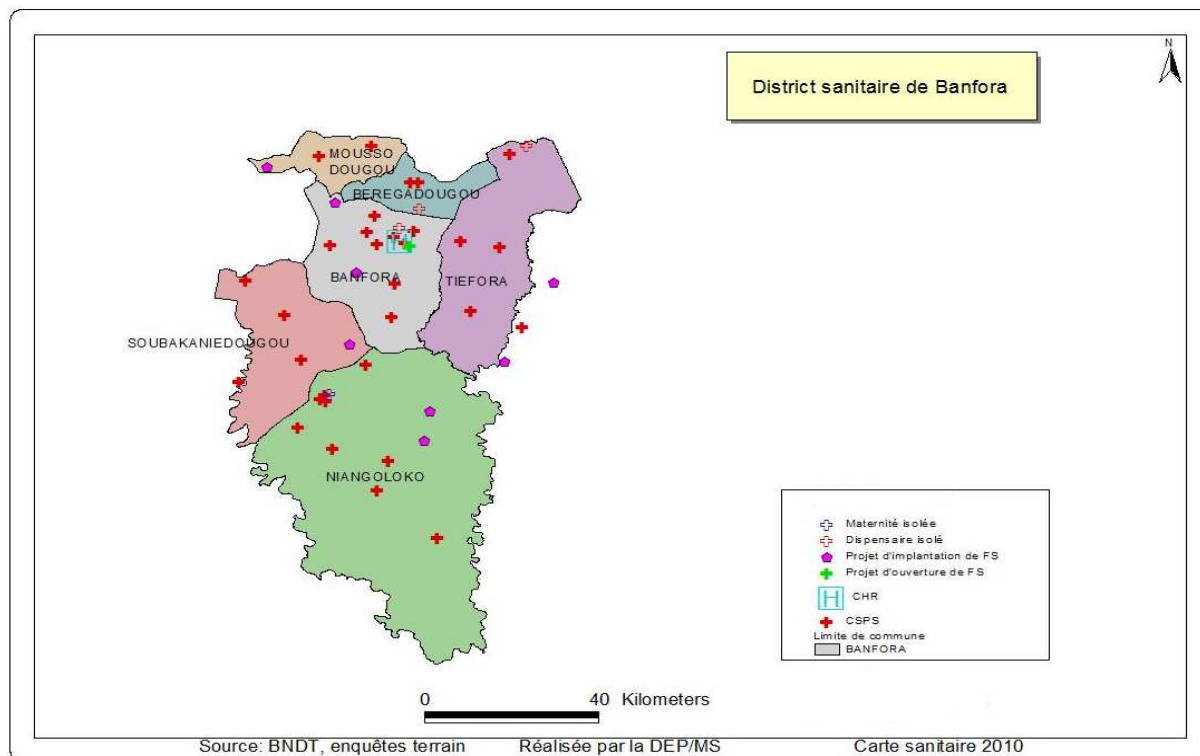 N
District sanitaire de Banfora
MOUSSO
DOUGOU
BEREGADOUGOU
BANFORA
TIEFORA
SOUBAKANIEDOUGOU
NIANGOLOKO
Maternité isolée
Dispensaire isolé
Projet d'implantation de FS
Projet d'ouverture de FS
H CHR
CSPS
Limite de commune
BANFORA
0 40 Kilometers
Source: BNDT, enquêtes terrain Réalisée par la DEP/MS Carte sanitaire 2010